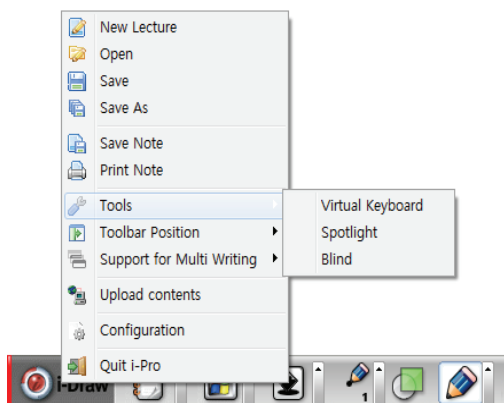 New Lecture
Open
Save
Save As
Save Note
Print Note
Tools
Virtual Keyboard
Toolbar Position
Spotlight
Support for Multi Writing
Blind
Upload contents
Configuration
Quit i-Pro
i-Draw
1